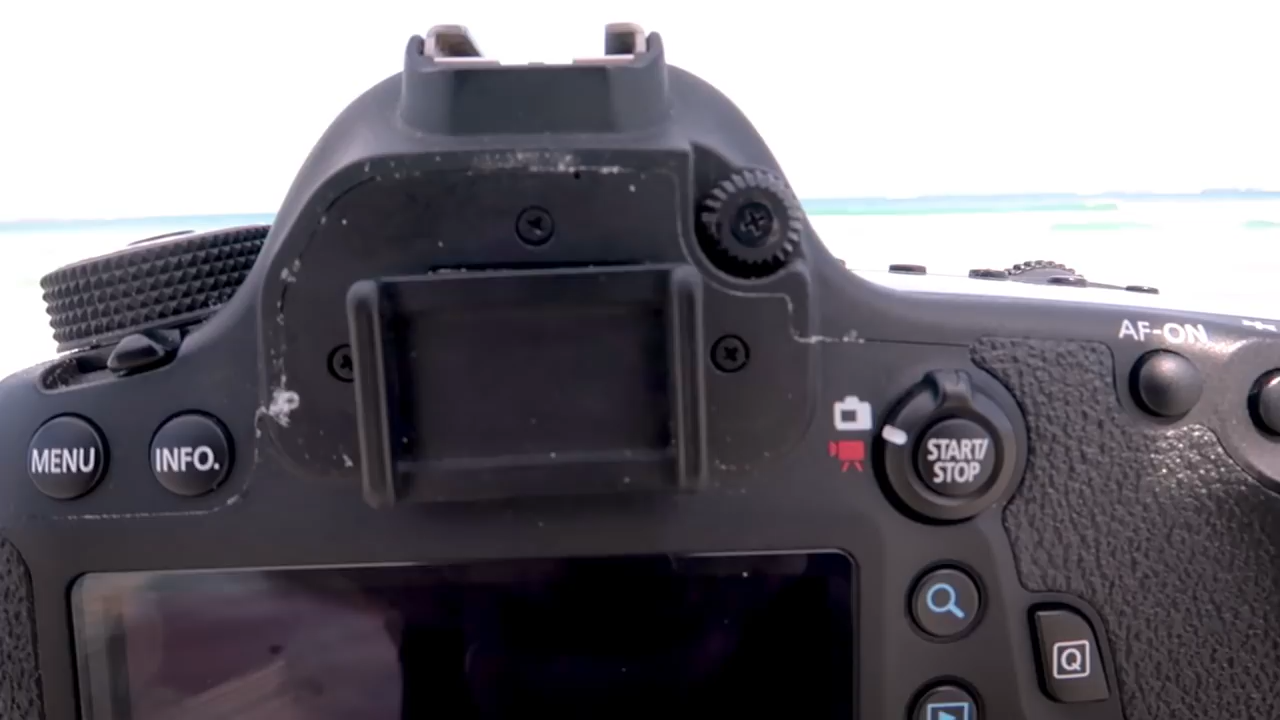 AF-ON
MENU
INFO.
START/
STOP
Q